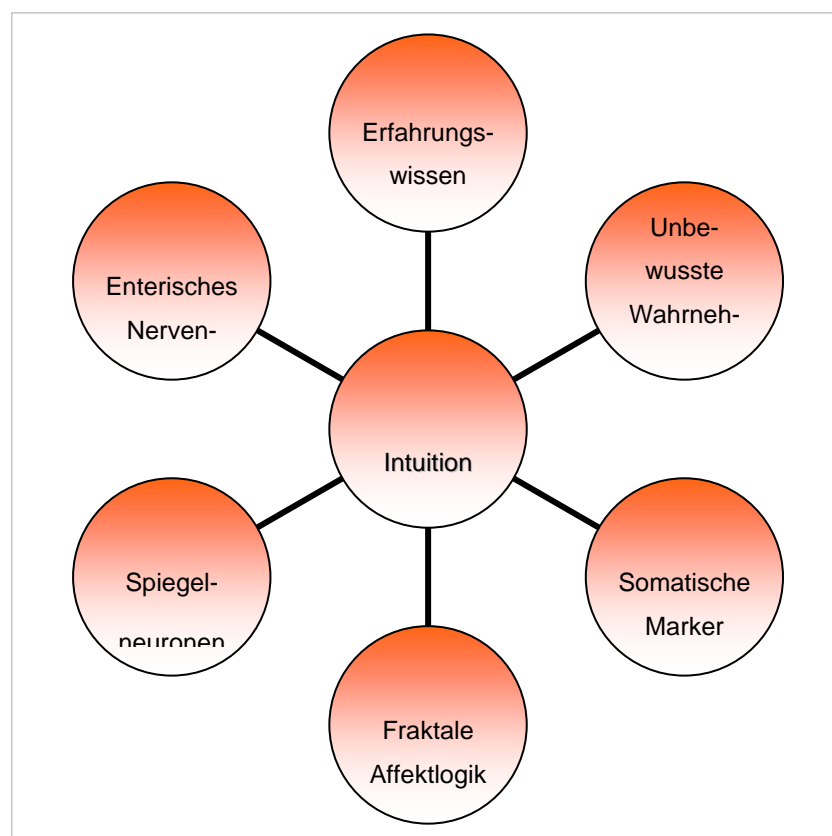 Erfahrungs-
wissen
Unbe-
wusste
Wahrneh-
Enterisches
Nerven-
Intuition
Spiegel-
neuronen
Somatische
Marker
Fraktale
Affektlogik